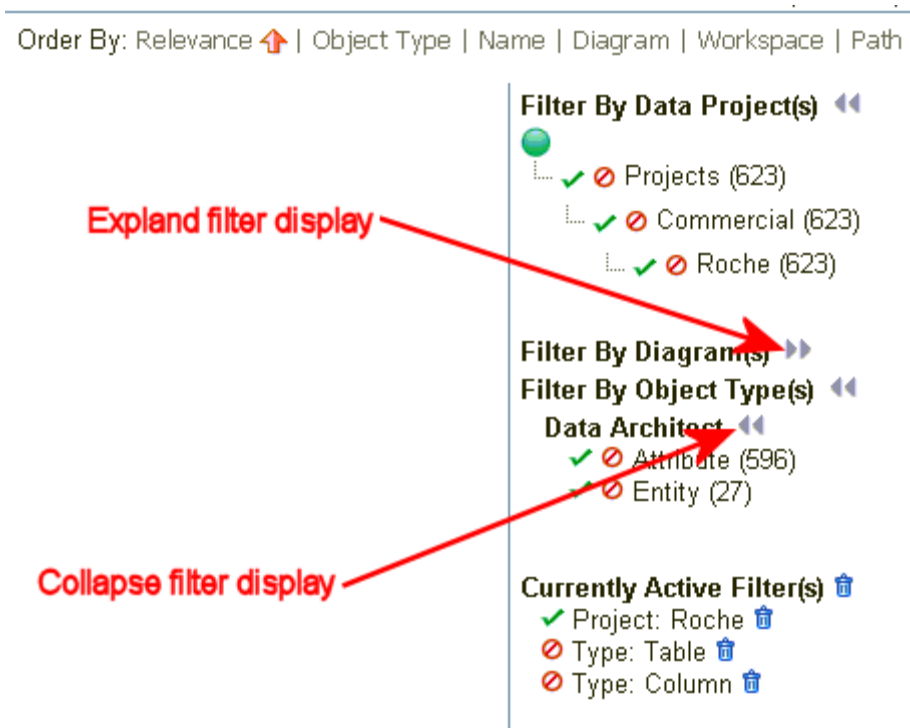 Order By: Relevance | Object Type | Name | Diagram | Workspace | Path
Filter By Data Project(s)
Projects (623)
Expland filter display
Commercial (623)
Roche (623)
Filter By Diagram(s)
Filter By Object Type(s)
Data Architect
Attribute (596)
Entity (27)
Collapse filter display
Currently Active Filter(s)
Project: Roche
Type: Table
Type: Column